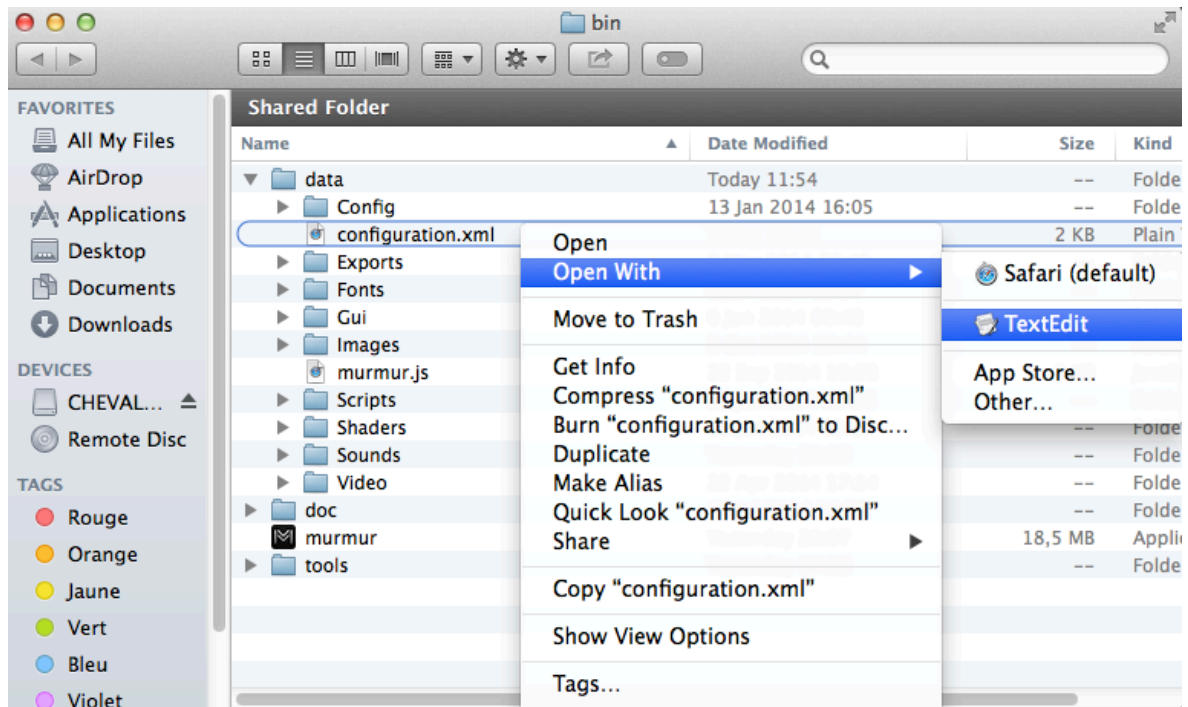 bin
Shared Folder
FAVORITES
All My Files
AirDrop
Applications
Desktop
Documents
Downloads
DEVICES
CHEVAL...
Remote Disc
TAGS
Rouge
Orange
Jaune
Vert
Bleu
Violet
Name Date Modified Size Kind
data Today 11:54 -- Folde
Config 13 Jan 2014 16:05 -- Folde
configuration.xml 2 KB Plain
Exports
Fonts
Gui
Images
murmur.js
Scripts
Shaders -- Folde
Sounds -- Folde
Video -- Folde
doc -- Folde
murmur 18,5 MB Appli
tools -- Folde
Open
Open With
Move to Trash
Get Info
Compress “configuration.xml”
Burn “configuration.xml” to Disc...
Duplicate
Make Alias
Quick Look “configuration.xml”
Share
Copy “configuration.xml”
Show View Options
Tags...
Safari (default)
TextEdit
App Store...
Other...